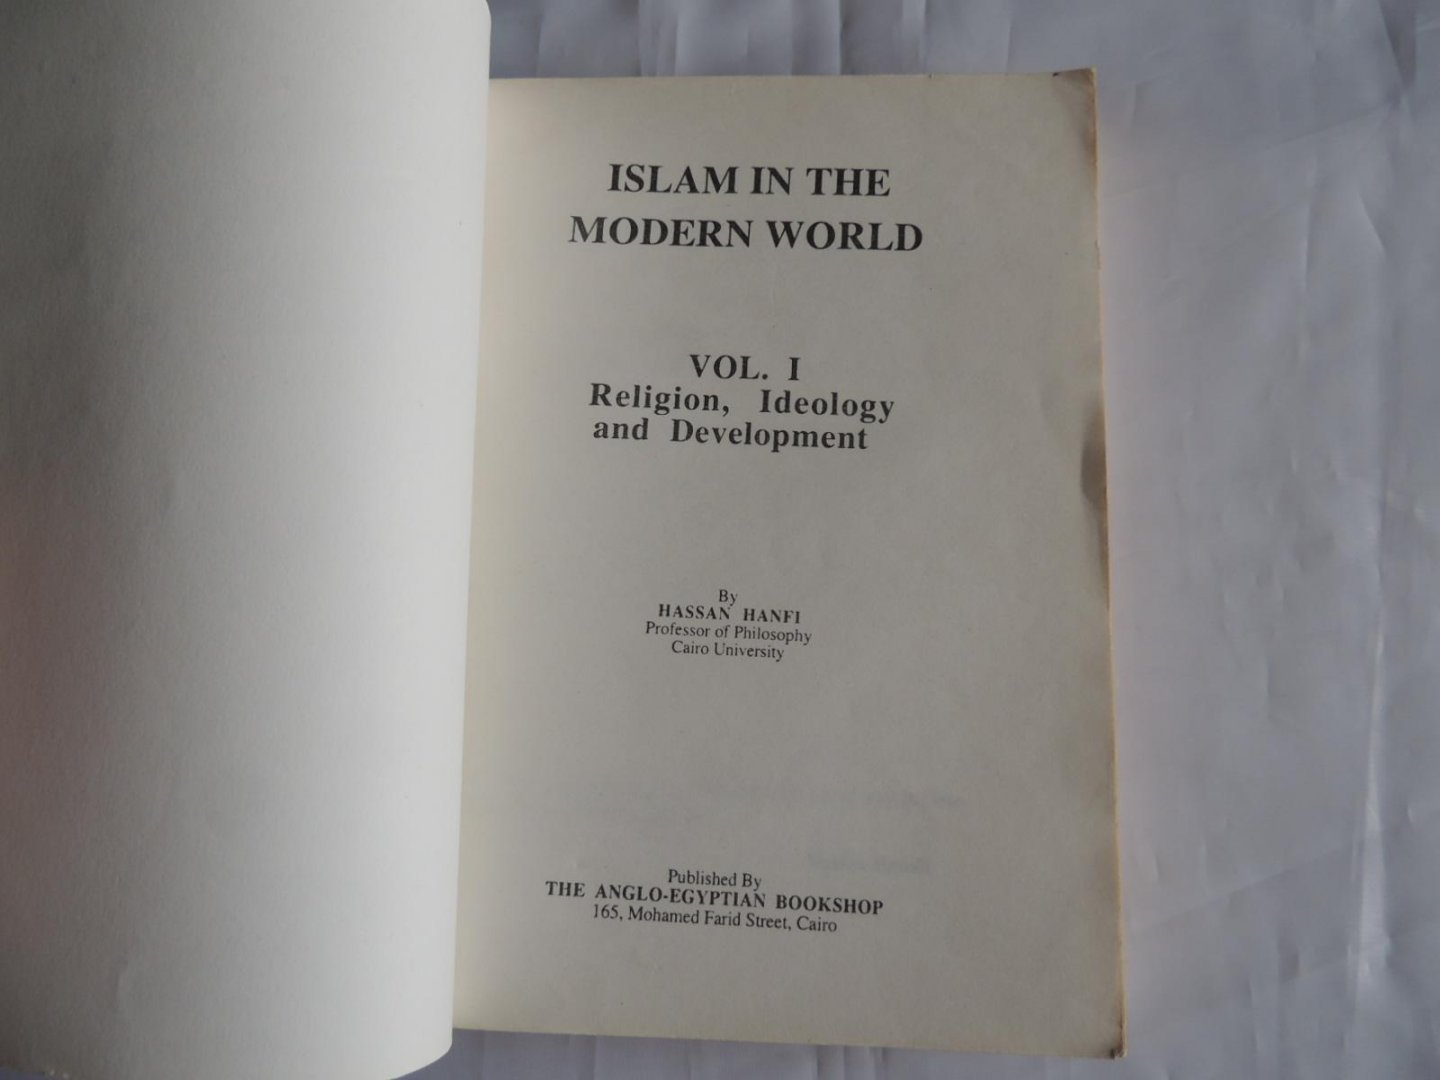 ISLAM IN THE
MODERN WORLD
VOL. I
Religion, Ideology
and Development
By
HASSAN HANFI
Professor of Philosophy
Cairo University
Published By
THE ANGLO-EGYPTIAN BOOKSHOP
165, Mohamed Farid Street, Cairo